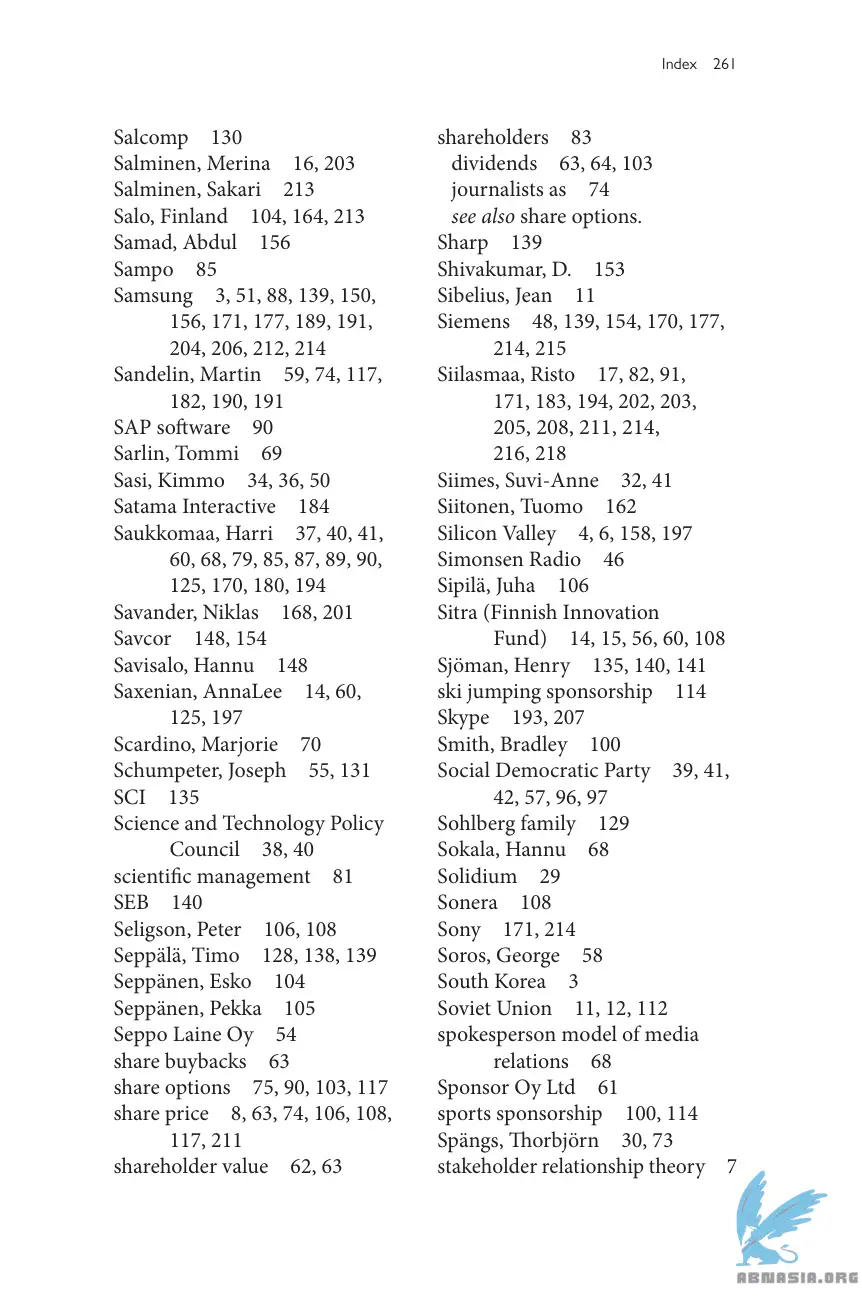 Index 261
Salcomp 130
Salminen, Merina 16, 203
Salminen, Sakari 213
Salo, Finland 104, 164, 213
Samad, Abdul 156
Sampo 85
Samsung 3, 51, 88, 139, 150,
156, 171, 177, 189, 191,
204, 206, 212, 214
Sandelin, Martin 59, 74, 117,
182, 190, 191
SAP software 90
Sarlin, Tommi 69
Sasi, Kimmo 34, 36, 50
Satama Interactive 184
Saukkomaa, Harri 37, 40, 41,
60, 68, 79, 85, 87, 89, 90,
125, 170, 180, 194
Savander, Niklas 168, 201
Savcor 148, 154
Savisalo, Hannu 148
Saxenian, AnnaLee 14, 60,
125, 197
Scardino, Marjorie 70
Schumpeter, Joseph 55, 131
SCI 135
Science and Technology Policy
Council 38, 40
scientific management 81
SEB 140
Seligson, Peter 106, 108
Seppälä, Timo 128, 138, 139
Seppänen, Esko 104
Seppänen, Pekka 105
Seppo Laine Oy 54
share buybacks 63
share options 75, 90, 103, 117
share price 8, 63, 74, 106, 108,
117, 211
shareholder value 62, 63
shareholders 83
dividends 63, 64, 103
journalists as 74
see also share options.
Sharp 139
Shivakumar, D. 153
Sibelius, Jean 11
Siemens 48, 139, 154, 170, 177,
214, 215
Siilasmaa, Risto 17, 82, 91,
171, 183, 194, 202, 203,
205, 208, 211, 214,
216, 218
Siimes, Suvi-Anne 32, 41
Siitonen, Tuomo 162
Silicon Valley 4, 6, 158, 197
Simonsen Radio 46
Sipilä, Juha 106
Sitra (Finnish Innovation
Fund) 14, 15, 56, 60, 108
Sjöman, Henry 135, 140, 141
ski jumping sponsorship 114
Skype 193, 207
Smith, Bradley 100
Social Democratic Party 39, 41,
42, 57, 96, 97
Sohlberg family 129
Sokala, Hannu 68
Solidium 29
Sonera 108
Sony 171, 214
Soros, George 58
South Korea 3
Soviet Union 11, 12, 112
spokesperson model of media
relations 68
Sponsor Oy Ltd 61
sports sponsorship 100, 114
Spängs, Thorbjörn 30, 73
stakeholder relationship theory 7
ABNASIA.ORG